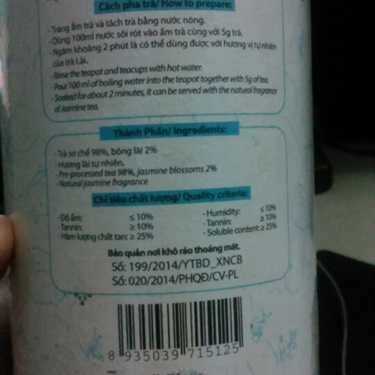 Cách pha trà/ How to prepare:
- Tráng ấm trà và tách trà bằng nước nóng.
- Dùng 100ml nước sôi rót vào ấm trà cùng với 5g trà.
- Ngâm khoảng 2 phút là có thể dùng được với hương vị tự nhiên
của trà Lài.
- Rinse the teapot and teacups with hot water.
- Pour 100 ml of boiling water into the teapot together with 5g of tea.
- Soaked for about 2 minutes, it can be served with the natural fragrance
of Jasmine tea.
Thành Phần/ Ingredients:
- Trà sơ chế 98%, bông lài 2%
- Hương lài tự nhiên.
- Pre-processed tea 98%, jasmine blossoms 2%
- Natural jasmine fragrance
Chỉ tiêu chất lượng/ Quality criteria:
- Độ ẩm: ≤ 10% - Humidity: ≤ 10%
- Tannin: ≥ 10% - Tannin: ≥ 10%
- Hàm lượng chất tan: ≥ 25% - Soluble content: ≥ 25%
Bảo quản nơi khô ráo thoáng mát.
Số: 199/2014/YTBD_XNCB
Số: 020/2014/PHQĐ/CV-PL
8 935039 715125